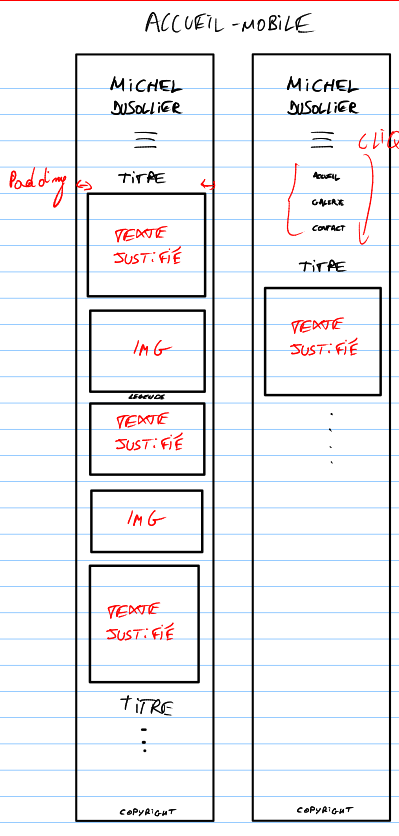 ACCUEIL-MOBILE
MiCHEL
DUSOLLIER
TITRE
Padding
TEXTE
JUSTiFiÉ
IMG
LEGENDE
TEXTE
JUSTiFiÉ
IMG
TEXTE
JUSTiFiÉ
TiTRE
COPYRIGHT
MiCHEL
DUSOLLIER
CLIQ
ACCUEIL
GALERIE
CONTACT
TiTRE
TEXTE
JUSTiFiÉ
COPYRIGHT